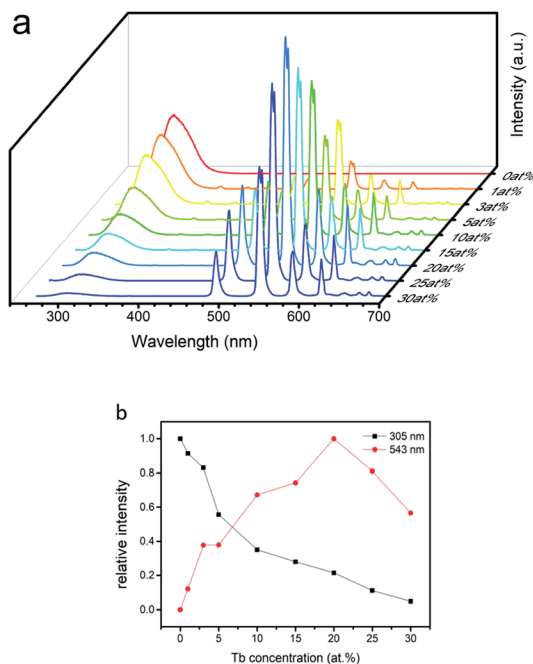 a
Intensity (a.u.)
0at%
1at%
3at%
5at%
10at%
15at%
20at%
25at%
30at%
300 400 500 600 700
Wavelength (nm)
b
305 nm
543 nm
1.0
0.8
0.6
0.4
0.2
0.0
relative intensity
0 5 10 15 20 25 30
Tb concentration (at.%)